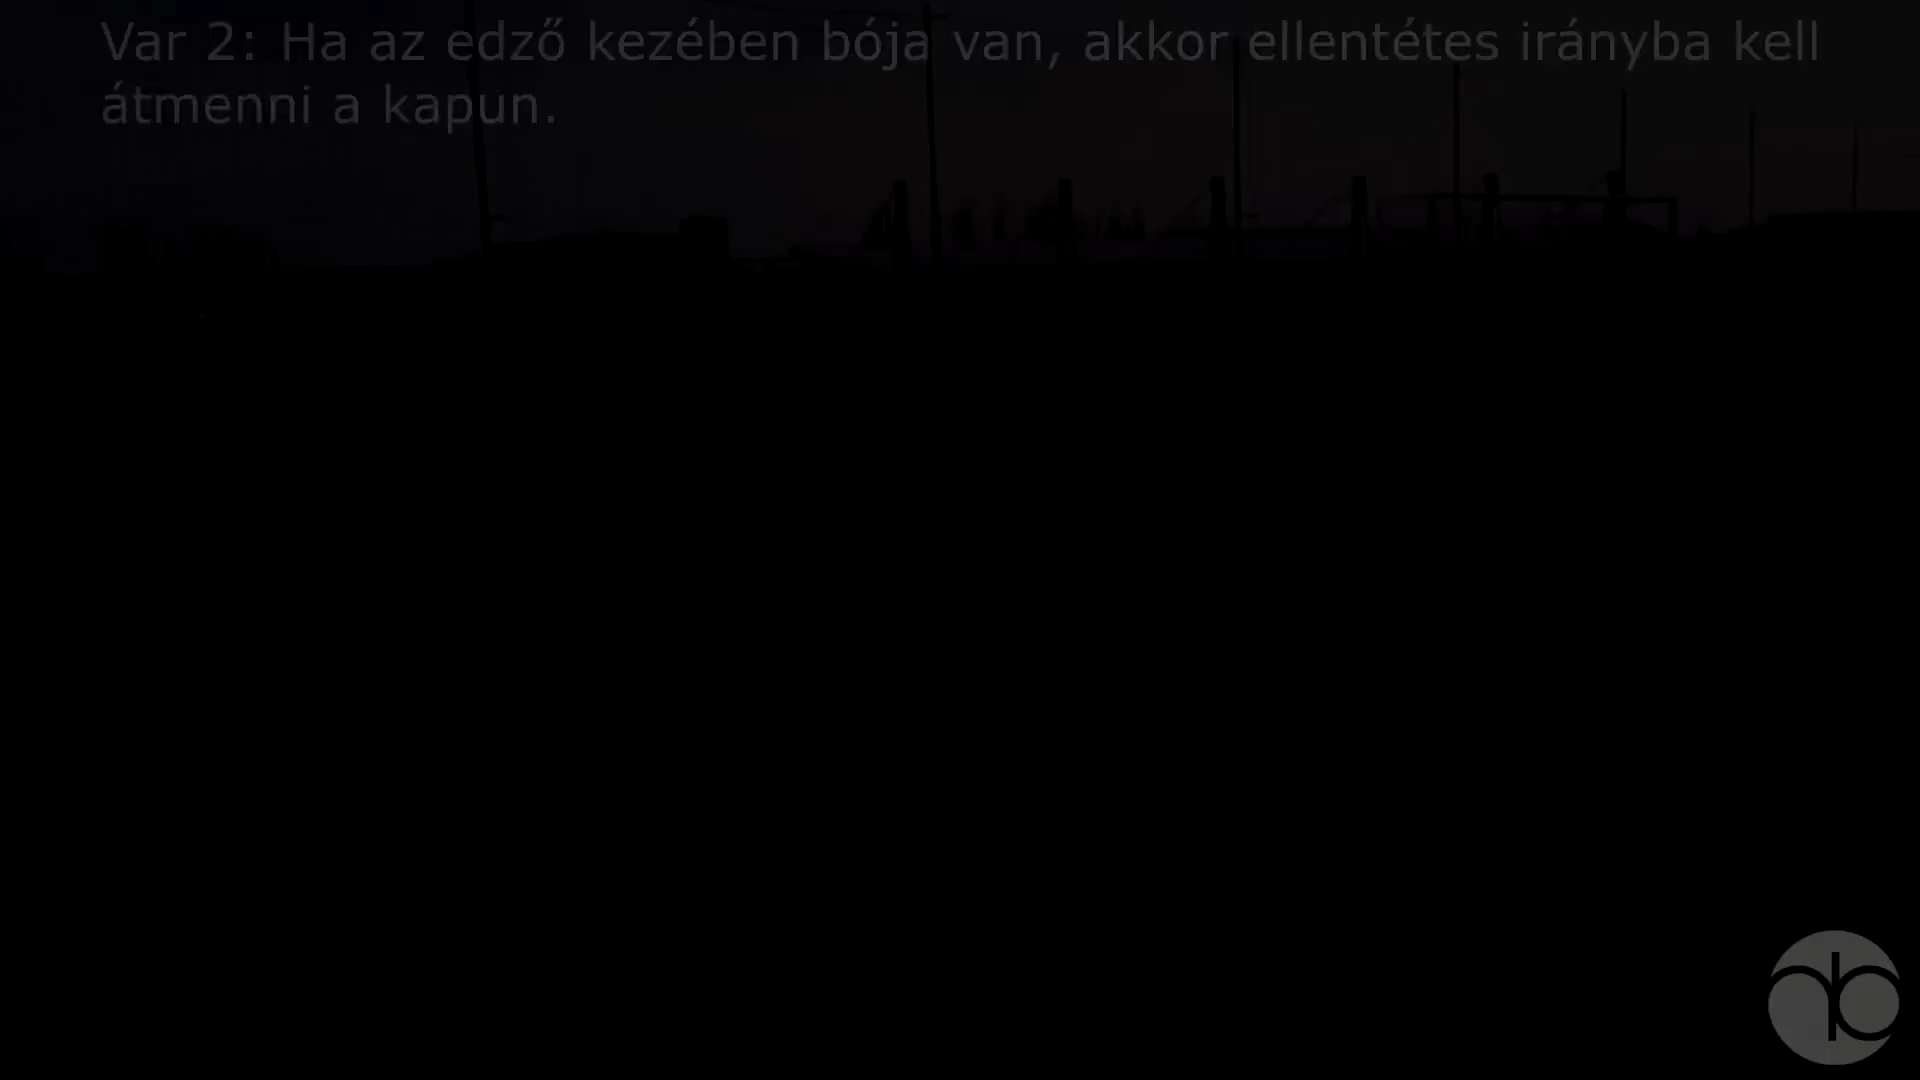 Var 2: Ha az edző kezében bója van, akkor ellentétes irányba kell
átmenni a kapun.